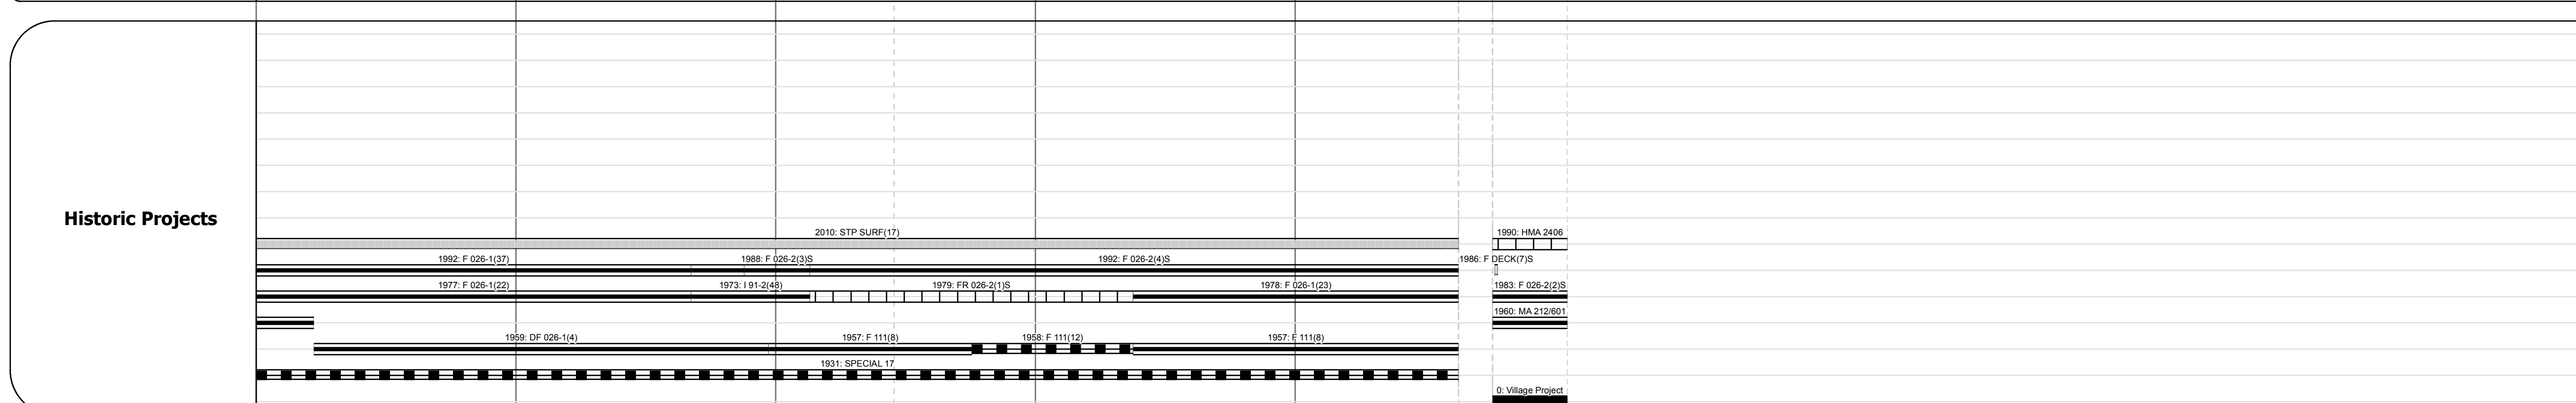 2010: STP SURF(17)
1990: HMA 2406
Historic Projects
1992: F 026-1(37)
1988: F 026-2(3)S
1992: F 026-2(4)S
1986: F DECK(7)S
1977: F 026-1(22)
1973: I 91-2(48)
1979: FR 026-2(1)S
1978: F 026-1(23)
1983: F 026-2(2)S
1960: MA 212/601
1959: DF 026-1(4)
1957: F 111(8)
1958: F 111(12)
1957: F 111(8)
1931: SPECIAL 17
0: Village Project